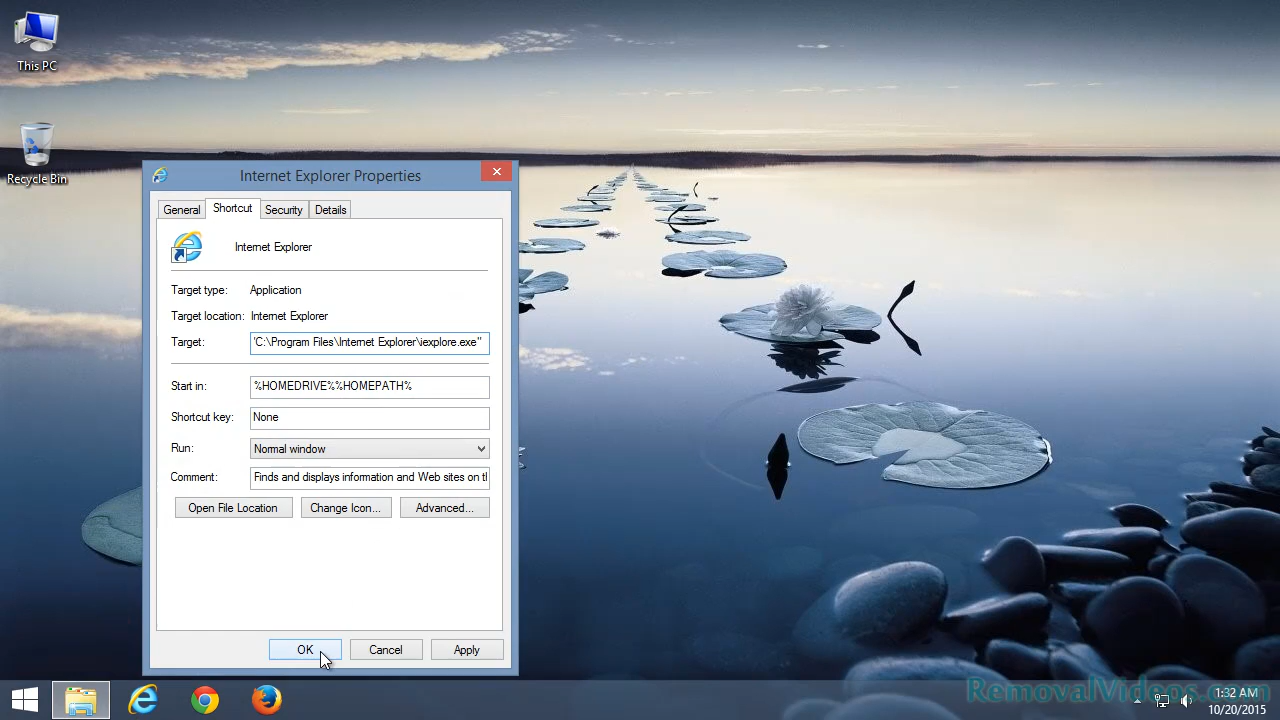 This PC
Recycle Bin
Internet Explorer Properties
General Shortcut Security Details
Internet Explorer
Target type: Application
Target location: Internet Explorer
Target: "C:\Program Files\Internet Explorer\iexplore.exe"
Start in: %HOMEDRIVE%%HOMEPATH%
Shortcut key: None
Run: Normal window
Comment: Finds and displays information and Web sites on th
Open File Location Change Icon... Advanced...
OK Cancel Apply
RemovalVideos.com
1:32 AM
10/20/2015